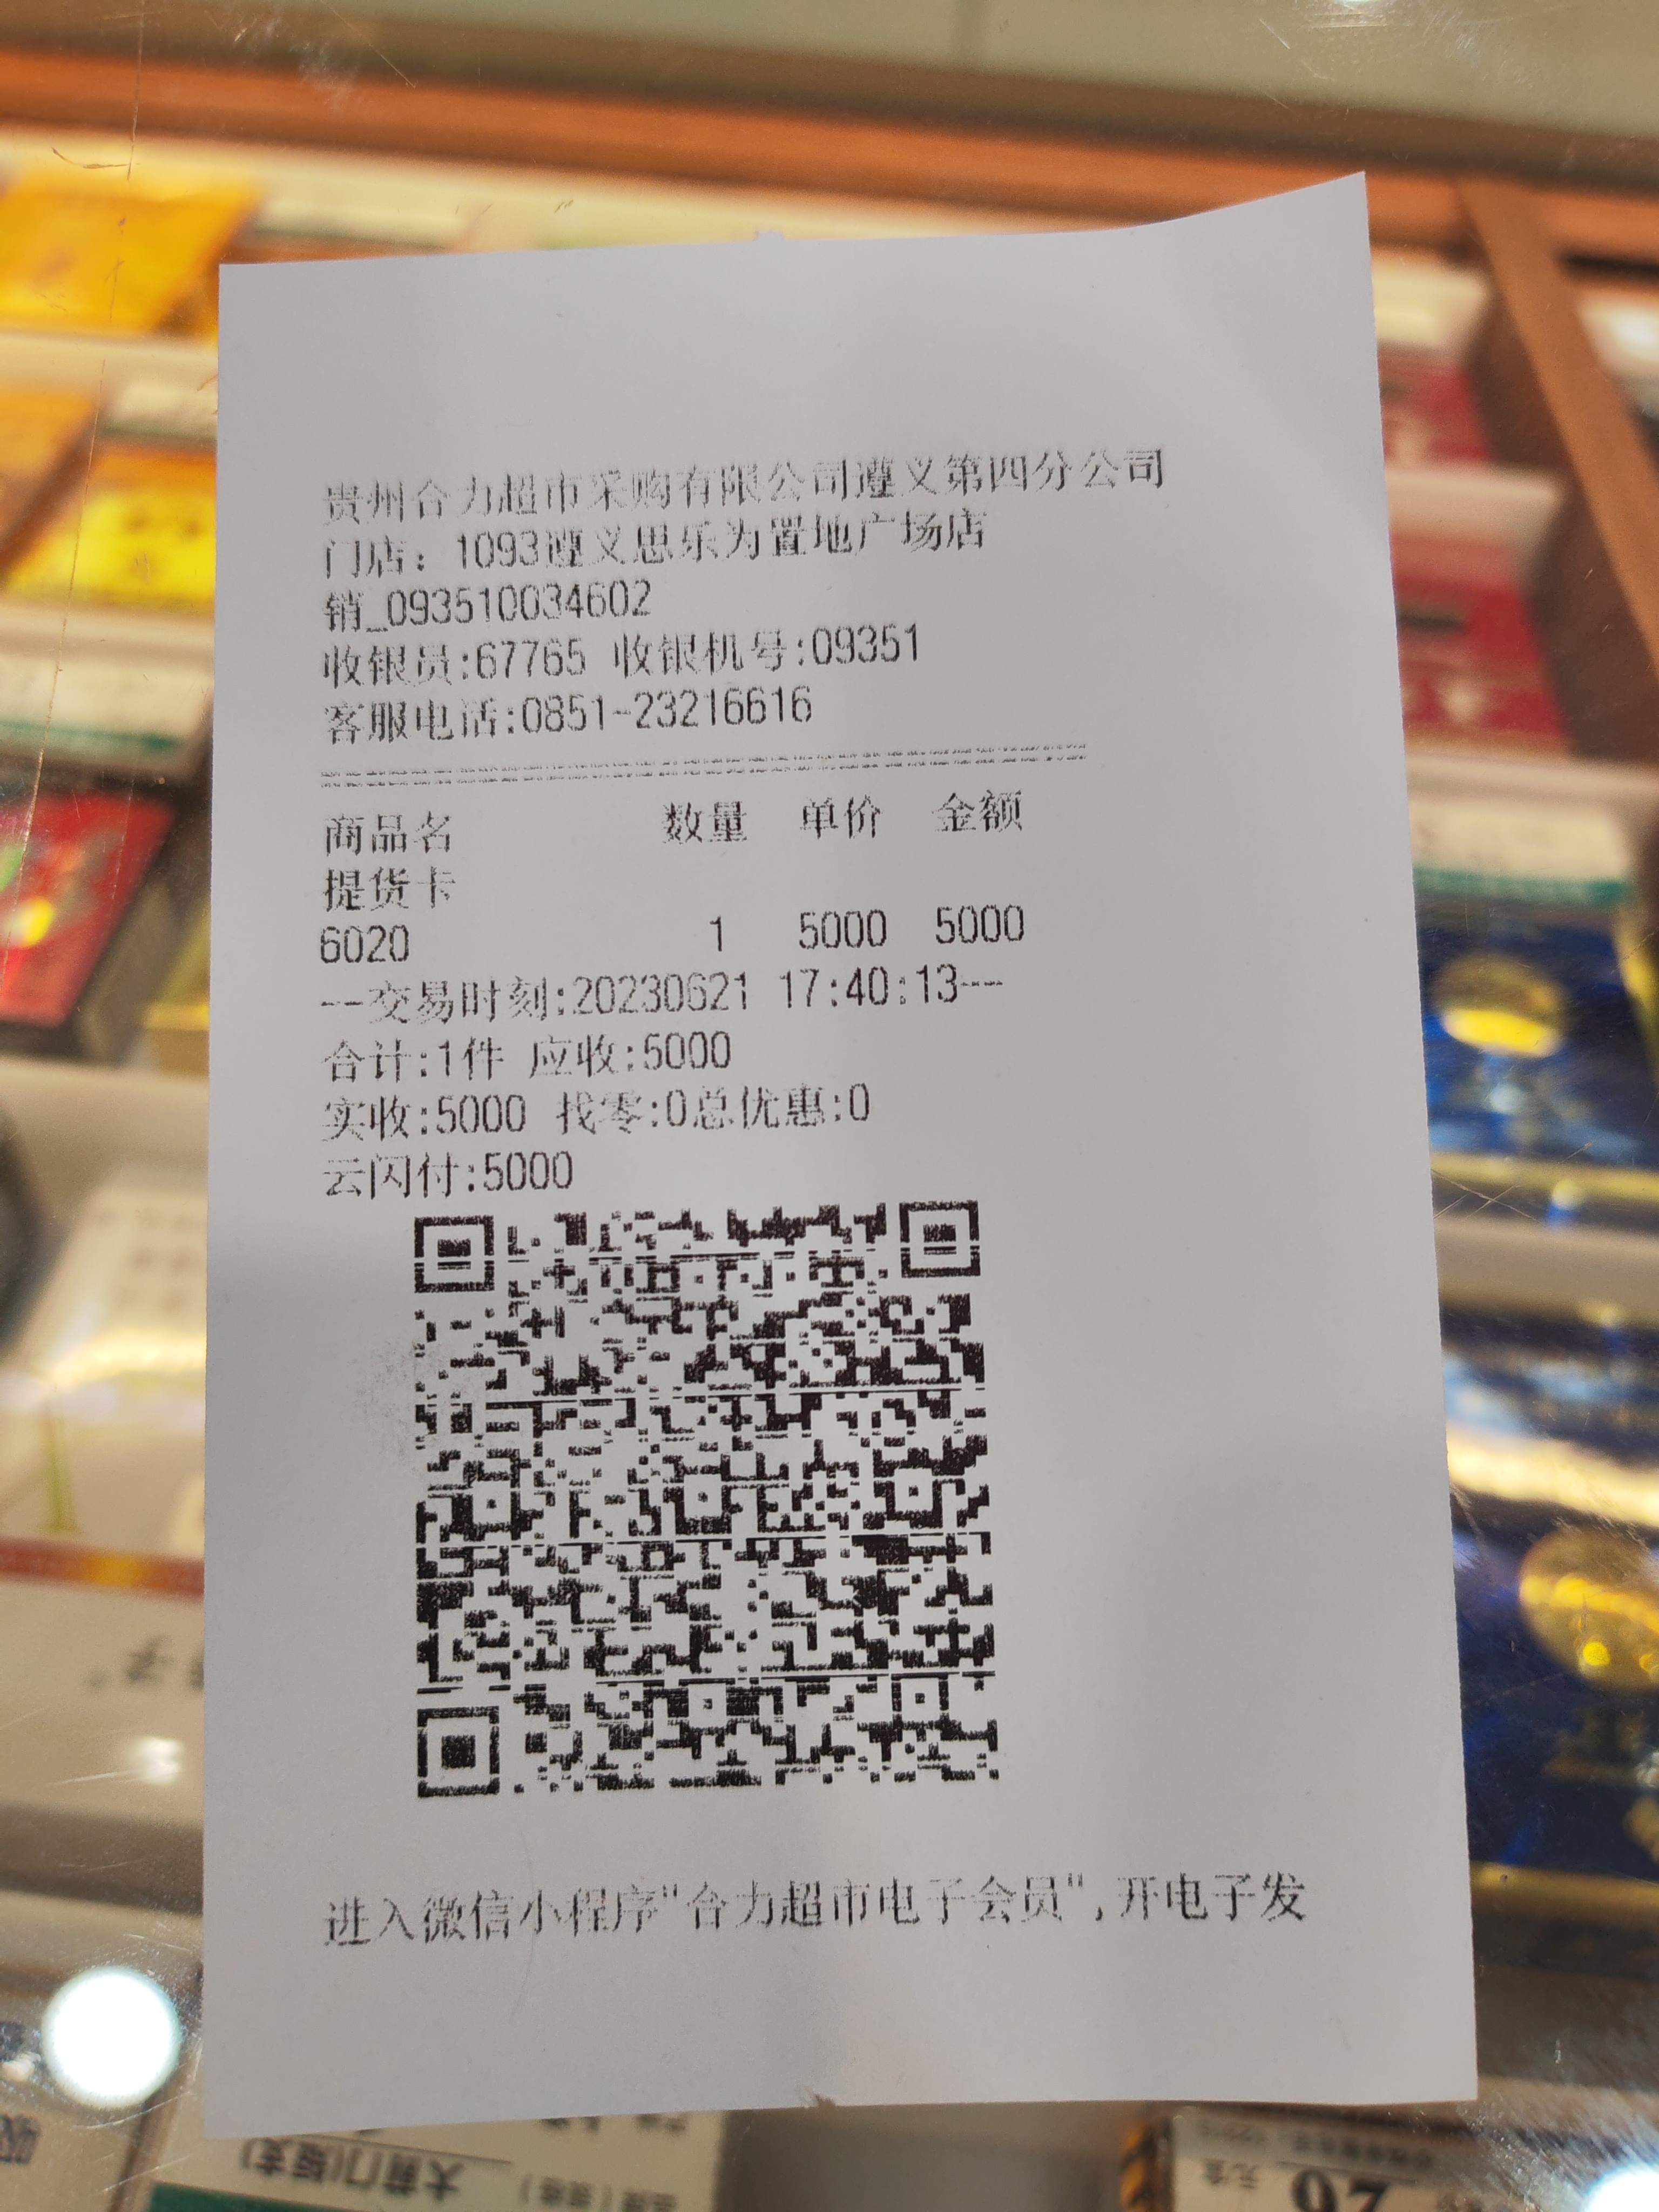 贵州合力超市采购有限公司遵义第四分公司
门店：1093遵义思乐为置地广场店
销_093510034602
收银员:67765 收银机号:09351
客服电话:0851-23216616
商品名 数量 单价 金额
提货卡
6020 1 5000 5000
--交易时刻:20230621 17:40:13---
合计:1件 应收:5000
实收:5000 找零:0总优惠:0
云闪付:5000
进入微信小程序"合力超市电子会员",开电子发
大前门(短支)
97